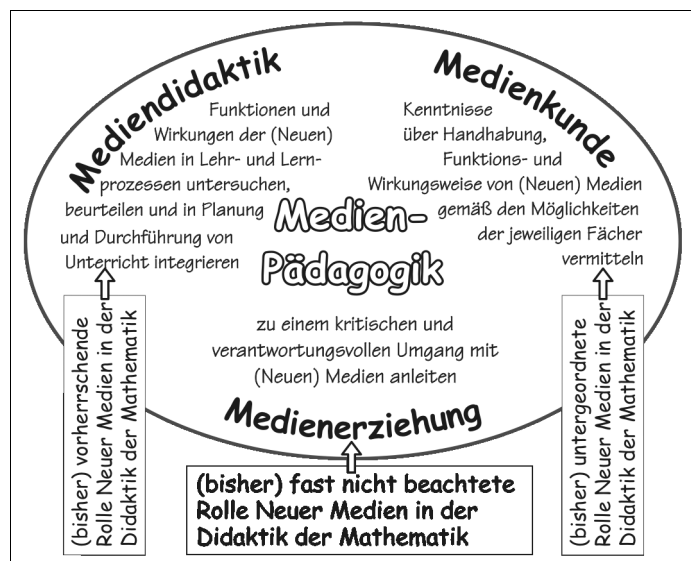 Mediendidaktik
Funktionen und
Wirkungen der (Neuen)
Medien in Lehr- und Lern-
prozessen untersuchen,
beurteilen und in Planung
und Durchführung von
Unterricht integrieren
Medienkunde
Kenntnisse
über Handhabung,
Funktions- und
Wirkungsweise von (Neuen) Medien
gemäß den Möglichkeiten
der jeweiligen Fächer
vermitteln
Medien-
Pädagogik
zu einem kritischen und
verantwortungsvollen Umgang mit
(Neuen) Medien anleiten
Medienerziehung
(bisher) vorherrschende
Rolle Neuer Medien in der
Didaktik der Mathematik
(bisher) fast nicht beachtete
Rolle Neuer Medien in der
Didaktik der Mathematik
(bisher) untergeordnete
Rolle Neuer Medien in der
Didaktik der Mathematik